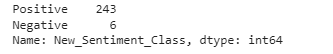 Positive    243
Negative      6
Name: New_Sentiment_Class, dtype: int64